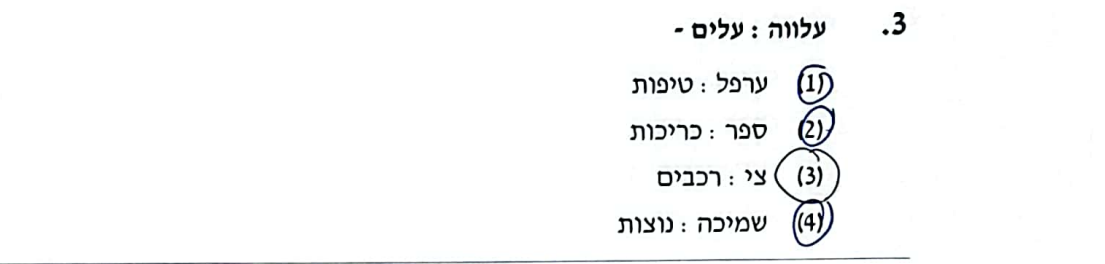 3. עלווה : עלים -
(1) ערפל : טיפות
(2) ספר : כריכות
(3) צי : רכבים
(4) שמיכה : נוצות